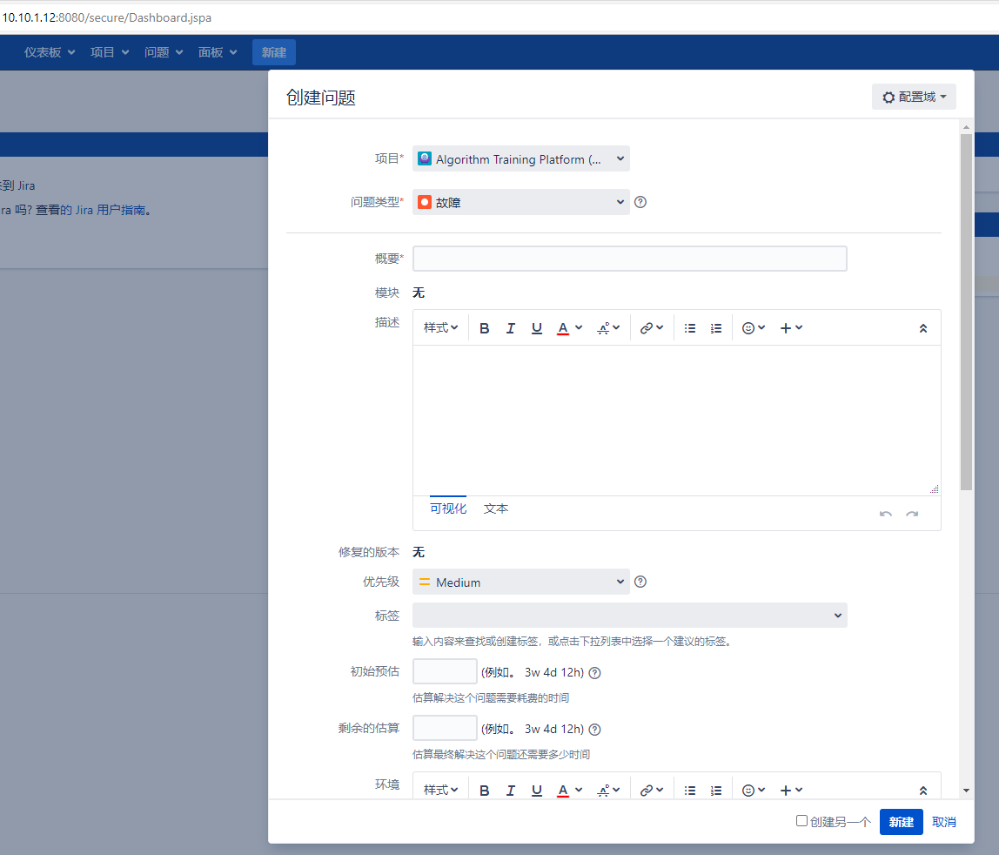 10.10.1.12:8080/secure/Dashboard.jspa
仪表板 项目 问题 面板 新建
创建问题 配置域
到 Jira
ra 吗? 查看的 Jira 用户指南。
项目* Algorithm Training Platform (...
问题类型* 故障
概要*
模块 无
描述 样式 B I U A
可视化 文本
修复的版本 无
优先级 Medium
标签
输入内容来查找或创建标签，或点击下拉列表中选择一个建议的标签。
初始预估 (例如。 3w 4d 12h)
估算解决这个问题需要耗费的时间
剩余的估算 (例如。 3w 4d 12h)
估算最终解决这个问题还需要多少时间
环境 样式 B I U A
创建另一个 新建 取消